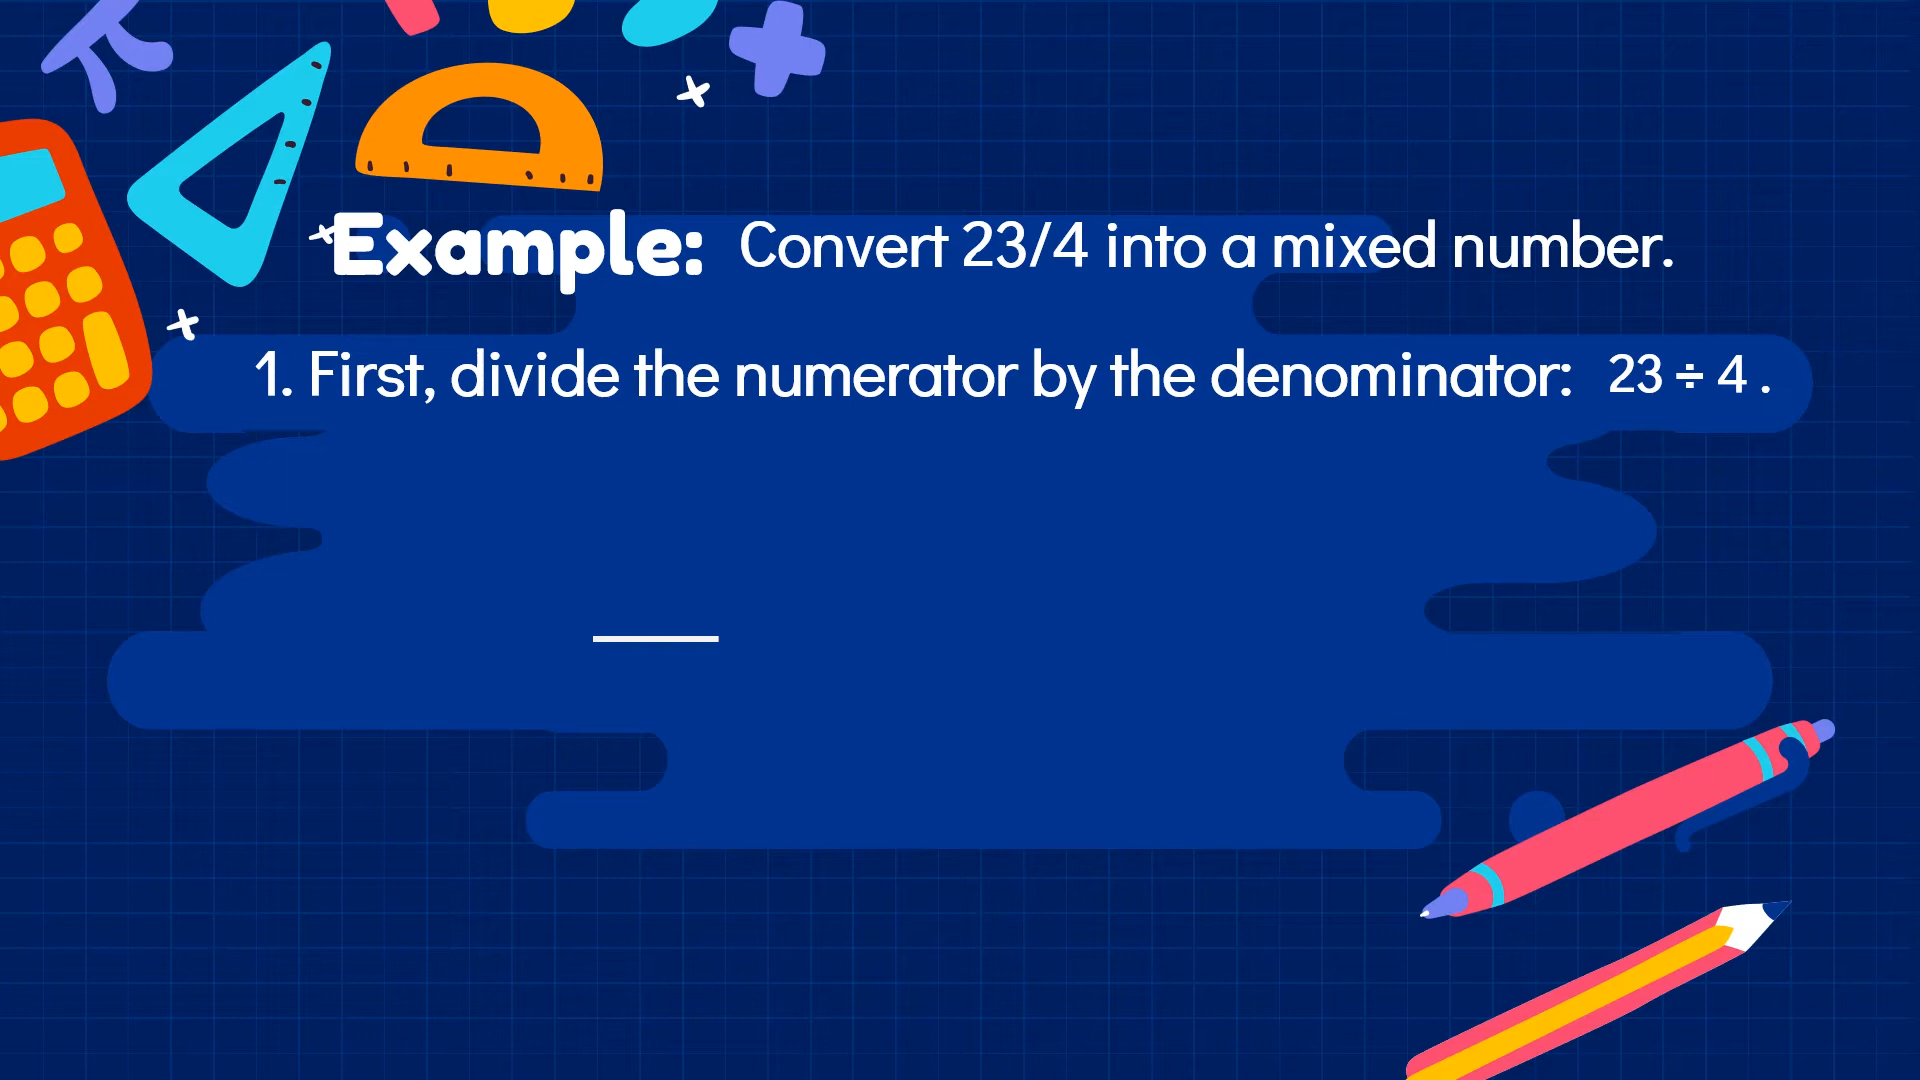 Example: Convert 23/4 into a mixed number.
1. First, divide the numerator by the denominator: 23 ÷ 4 .